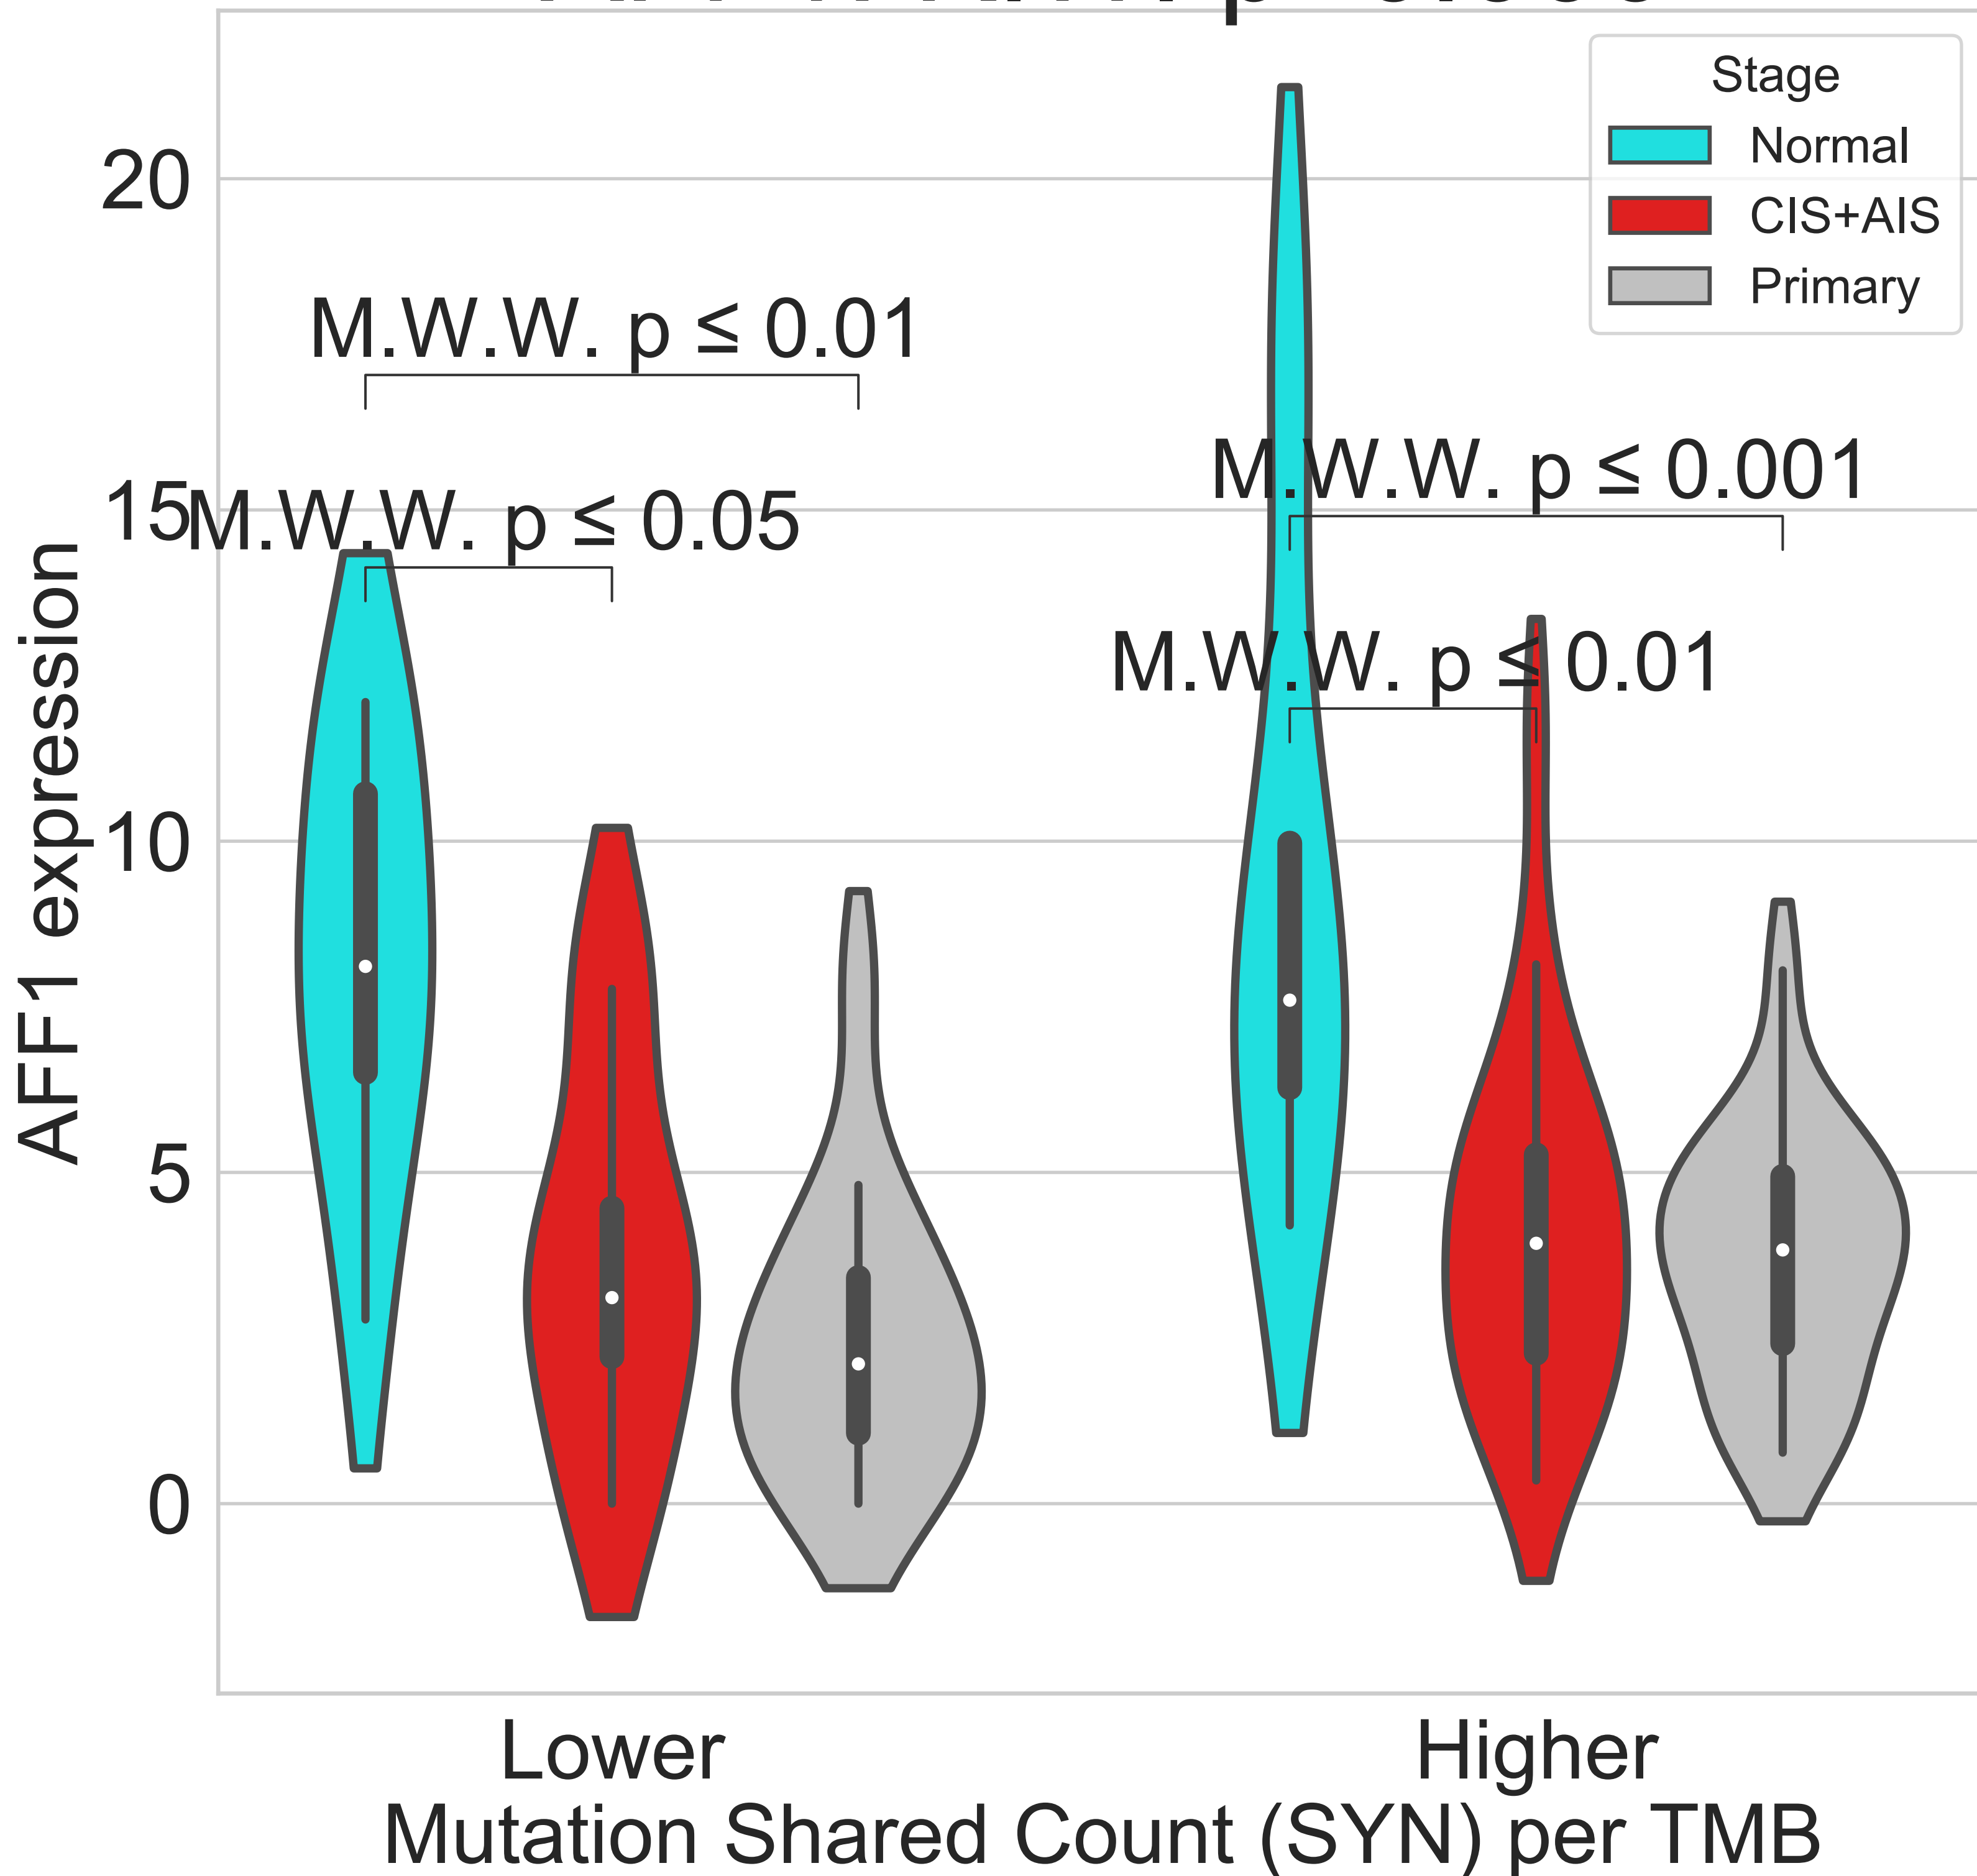 Stage
Normal
CIS+AIS
Primary
20
M.W.W. p ≤ 0.01
M.W.W. p ≤ 0.001
15
M.W.W. p ≤ 0.05
M.W.W. p ≤ 0.01
10
5
0
AFF1 expression
Lower
Higher
Mutation Shared Count (SYN) per TMB